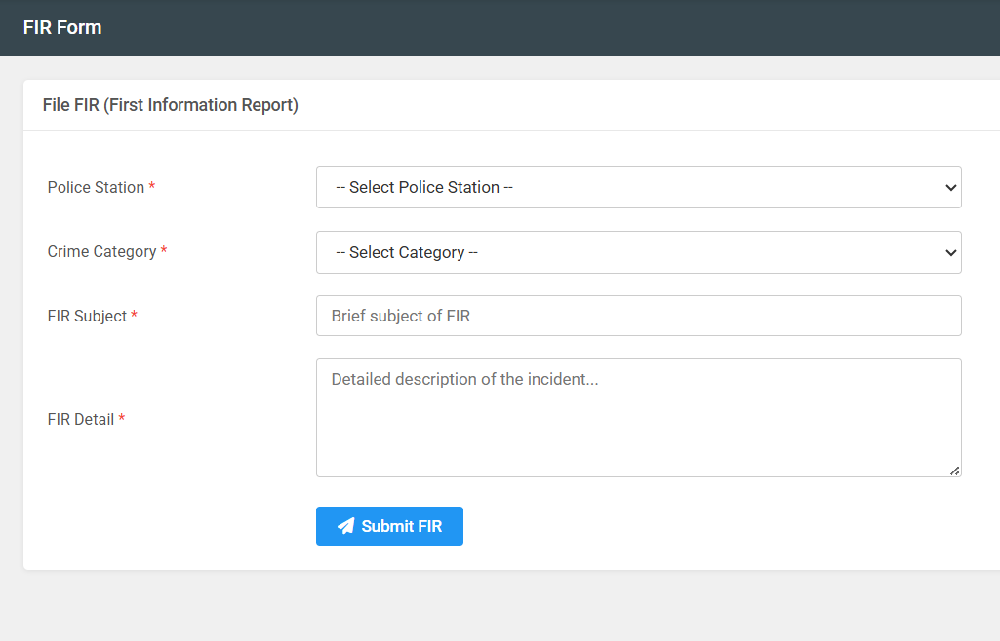 FIR Form
File FIR (First Information Report)
Police Station *
-- Select Police Station --
Crime Category *
-- Select Category --
FIR Subject *
Brief subject of FIR
FIR Detail *
Detailed description of the incident...
Submit FIR